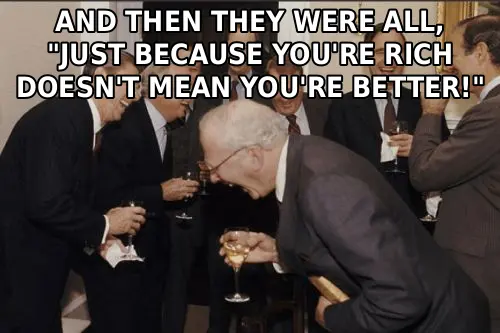 AND THEN THEY WERE ALL,
"JUST BECAUSE YOU'RE RICH
DOESN'T MEAN YOU'RE BETTER!"